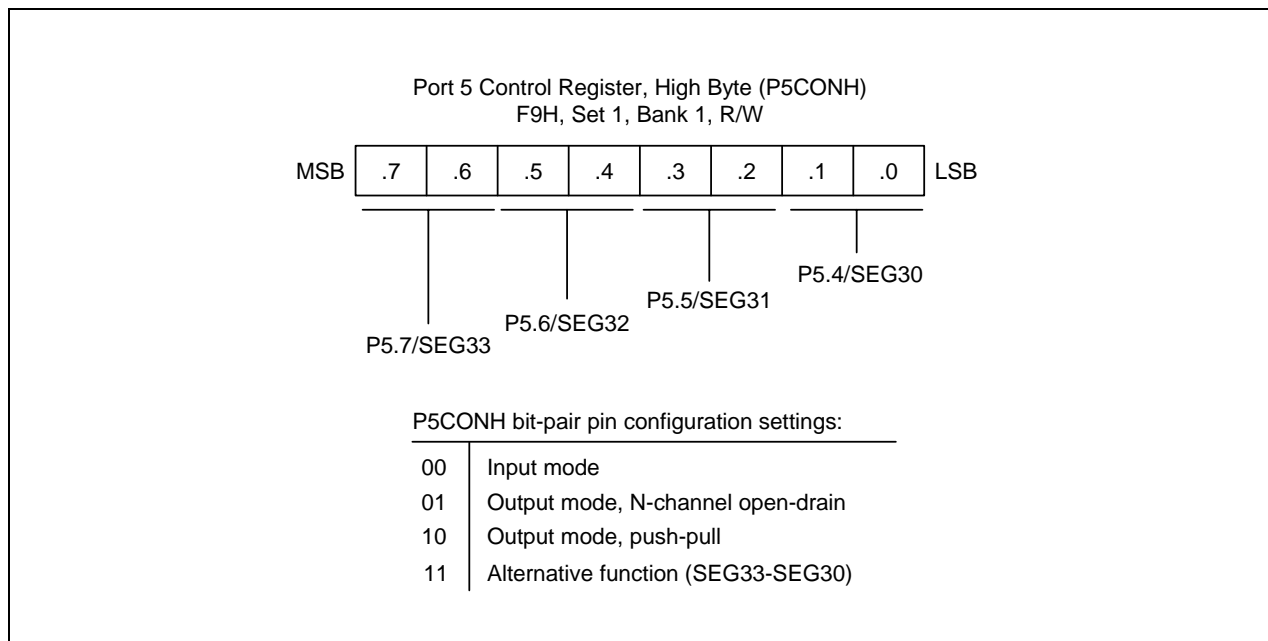 Port 5 Control Register, High Byte (P5CONH)
F9H, Set 1, Bank 1, R/W
MSB .7 .6 .5 .4 .3 .2 .1 .0 LSB
P5.4/SEG30
P5.5/SEG31
P5.6/SEG32
P5.7/SEG33
P5CONH bit-pair pin configuration settings:
00 Input mode
01 Output mode, N-channel open-drain
10 Output mode, push-pull
11 Alternative function (SEG33-SEG30)